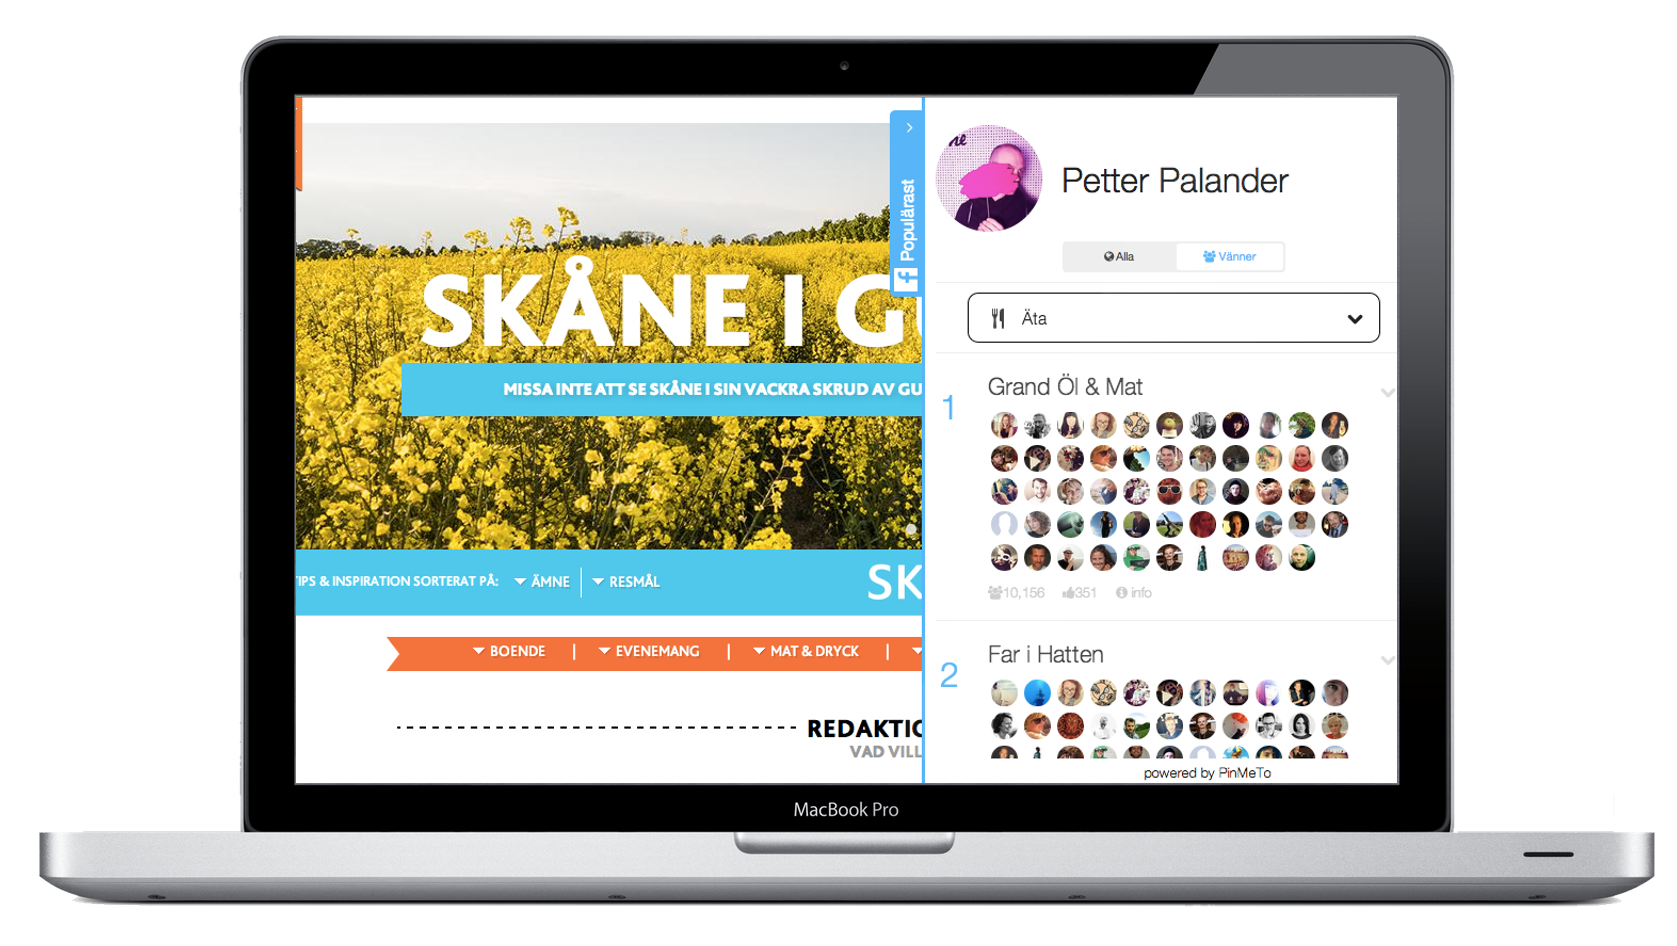 Populärast
SKÅNE I GU
MISSA INTE ATT SE SKÅNE I SIN VACKRA SKRUD AV GU
TIPS & INSPIRATION SORTERAT PÅ: ÄMNE RESMÅL
SK
BOENDE | EVENEMANG | MAT & DRYCK |
REDAKTIO
VAD VILL
Petter Palander
Alla Vänner
Äta
1
Grand Öl & Mat
10,156 351 info
2
Far i Hatten
powered by PinMeTo
MacBook Pro